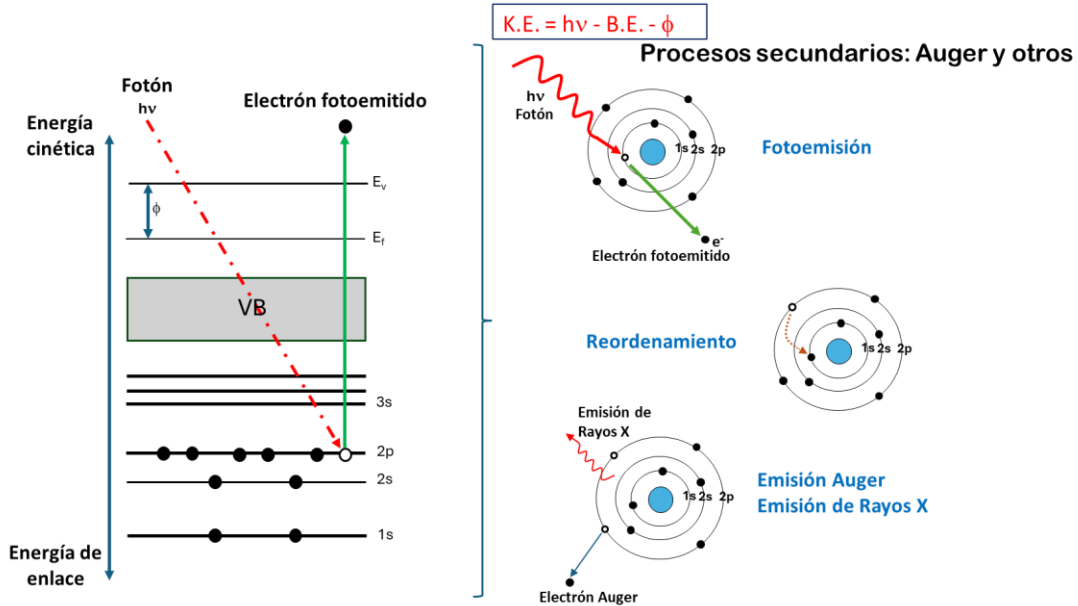 K.E. = hν - B.E. - ϕ
Procesos secundarios: Auger y otros
Fotón
hν
Electrón fotoemitido
Energía
cinética
E_v
ϕ
E_f
VB
3s
2p
2s
1s
Energía de
enlace
hν
Fotón
1s 2s 2p
Fotoemisión
e-
Electrón fotoemitido
Reordenamiento
1s 2s 2p
Emisión de
Rayos X
1s 2s 2p
Emisión Auger
Emisión de Rayos X
Electrón Auger